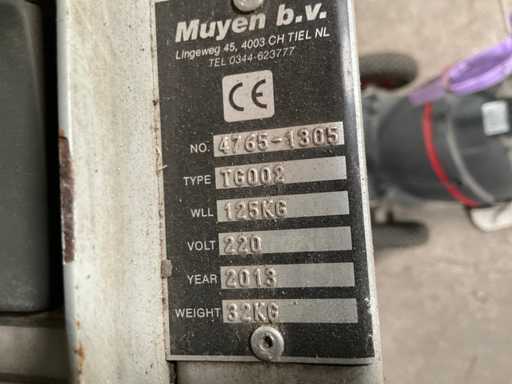 Muyen b.v.
Lingeweg 45, 4003 CH TIEL NL
TEL 0344-623777
CE
NO. 4765-1305
TYPE TG002
WLL 125KG
VOLT 220
YEAR 2013
WEIGHT 32KG